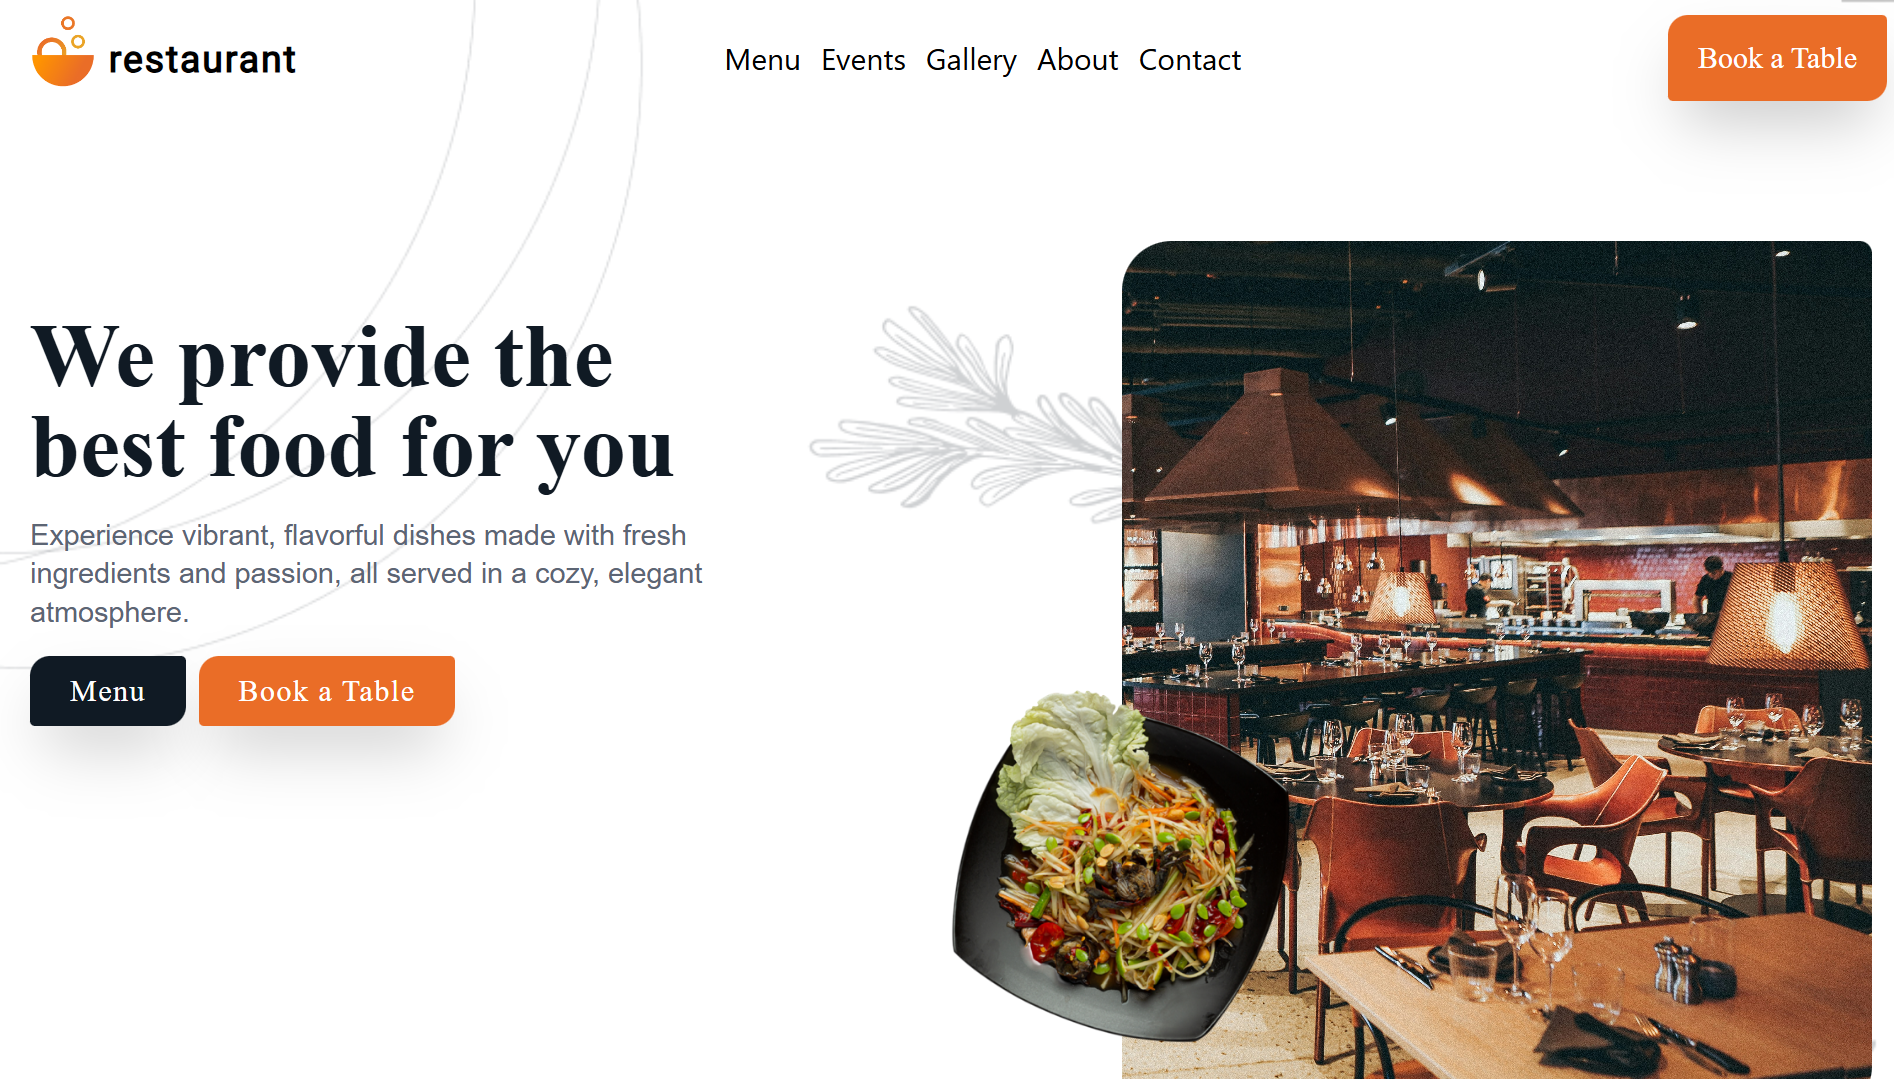 restaurant
Menu Events Gallery About Contact
Book a Table
We provide the
best food for you
Experience vibrant, flavorful dishes made with fresh
ingredients and passion, all served in a cozy, elegant
atmosphere.
Menu
Book a Table